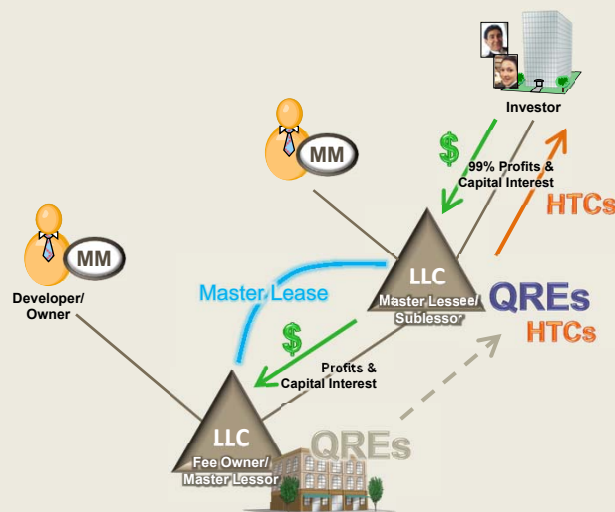 Investor
MM
$
99% Profits &
Capital Interest
HTCs
MM
Developer/
Owner
LLC
Master Lessee/
Sublessor
Master Lease
QREs
HTCs
$
Profits &
Capital Interest
LLC
Fee Owner/
Master Lessor
QREs